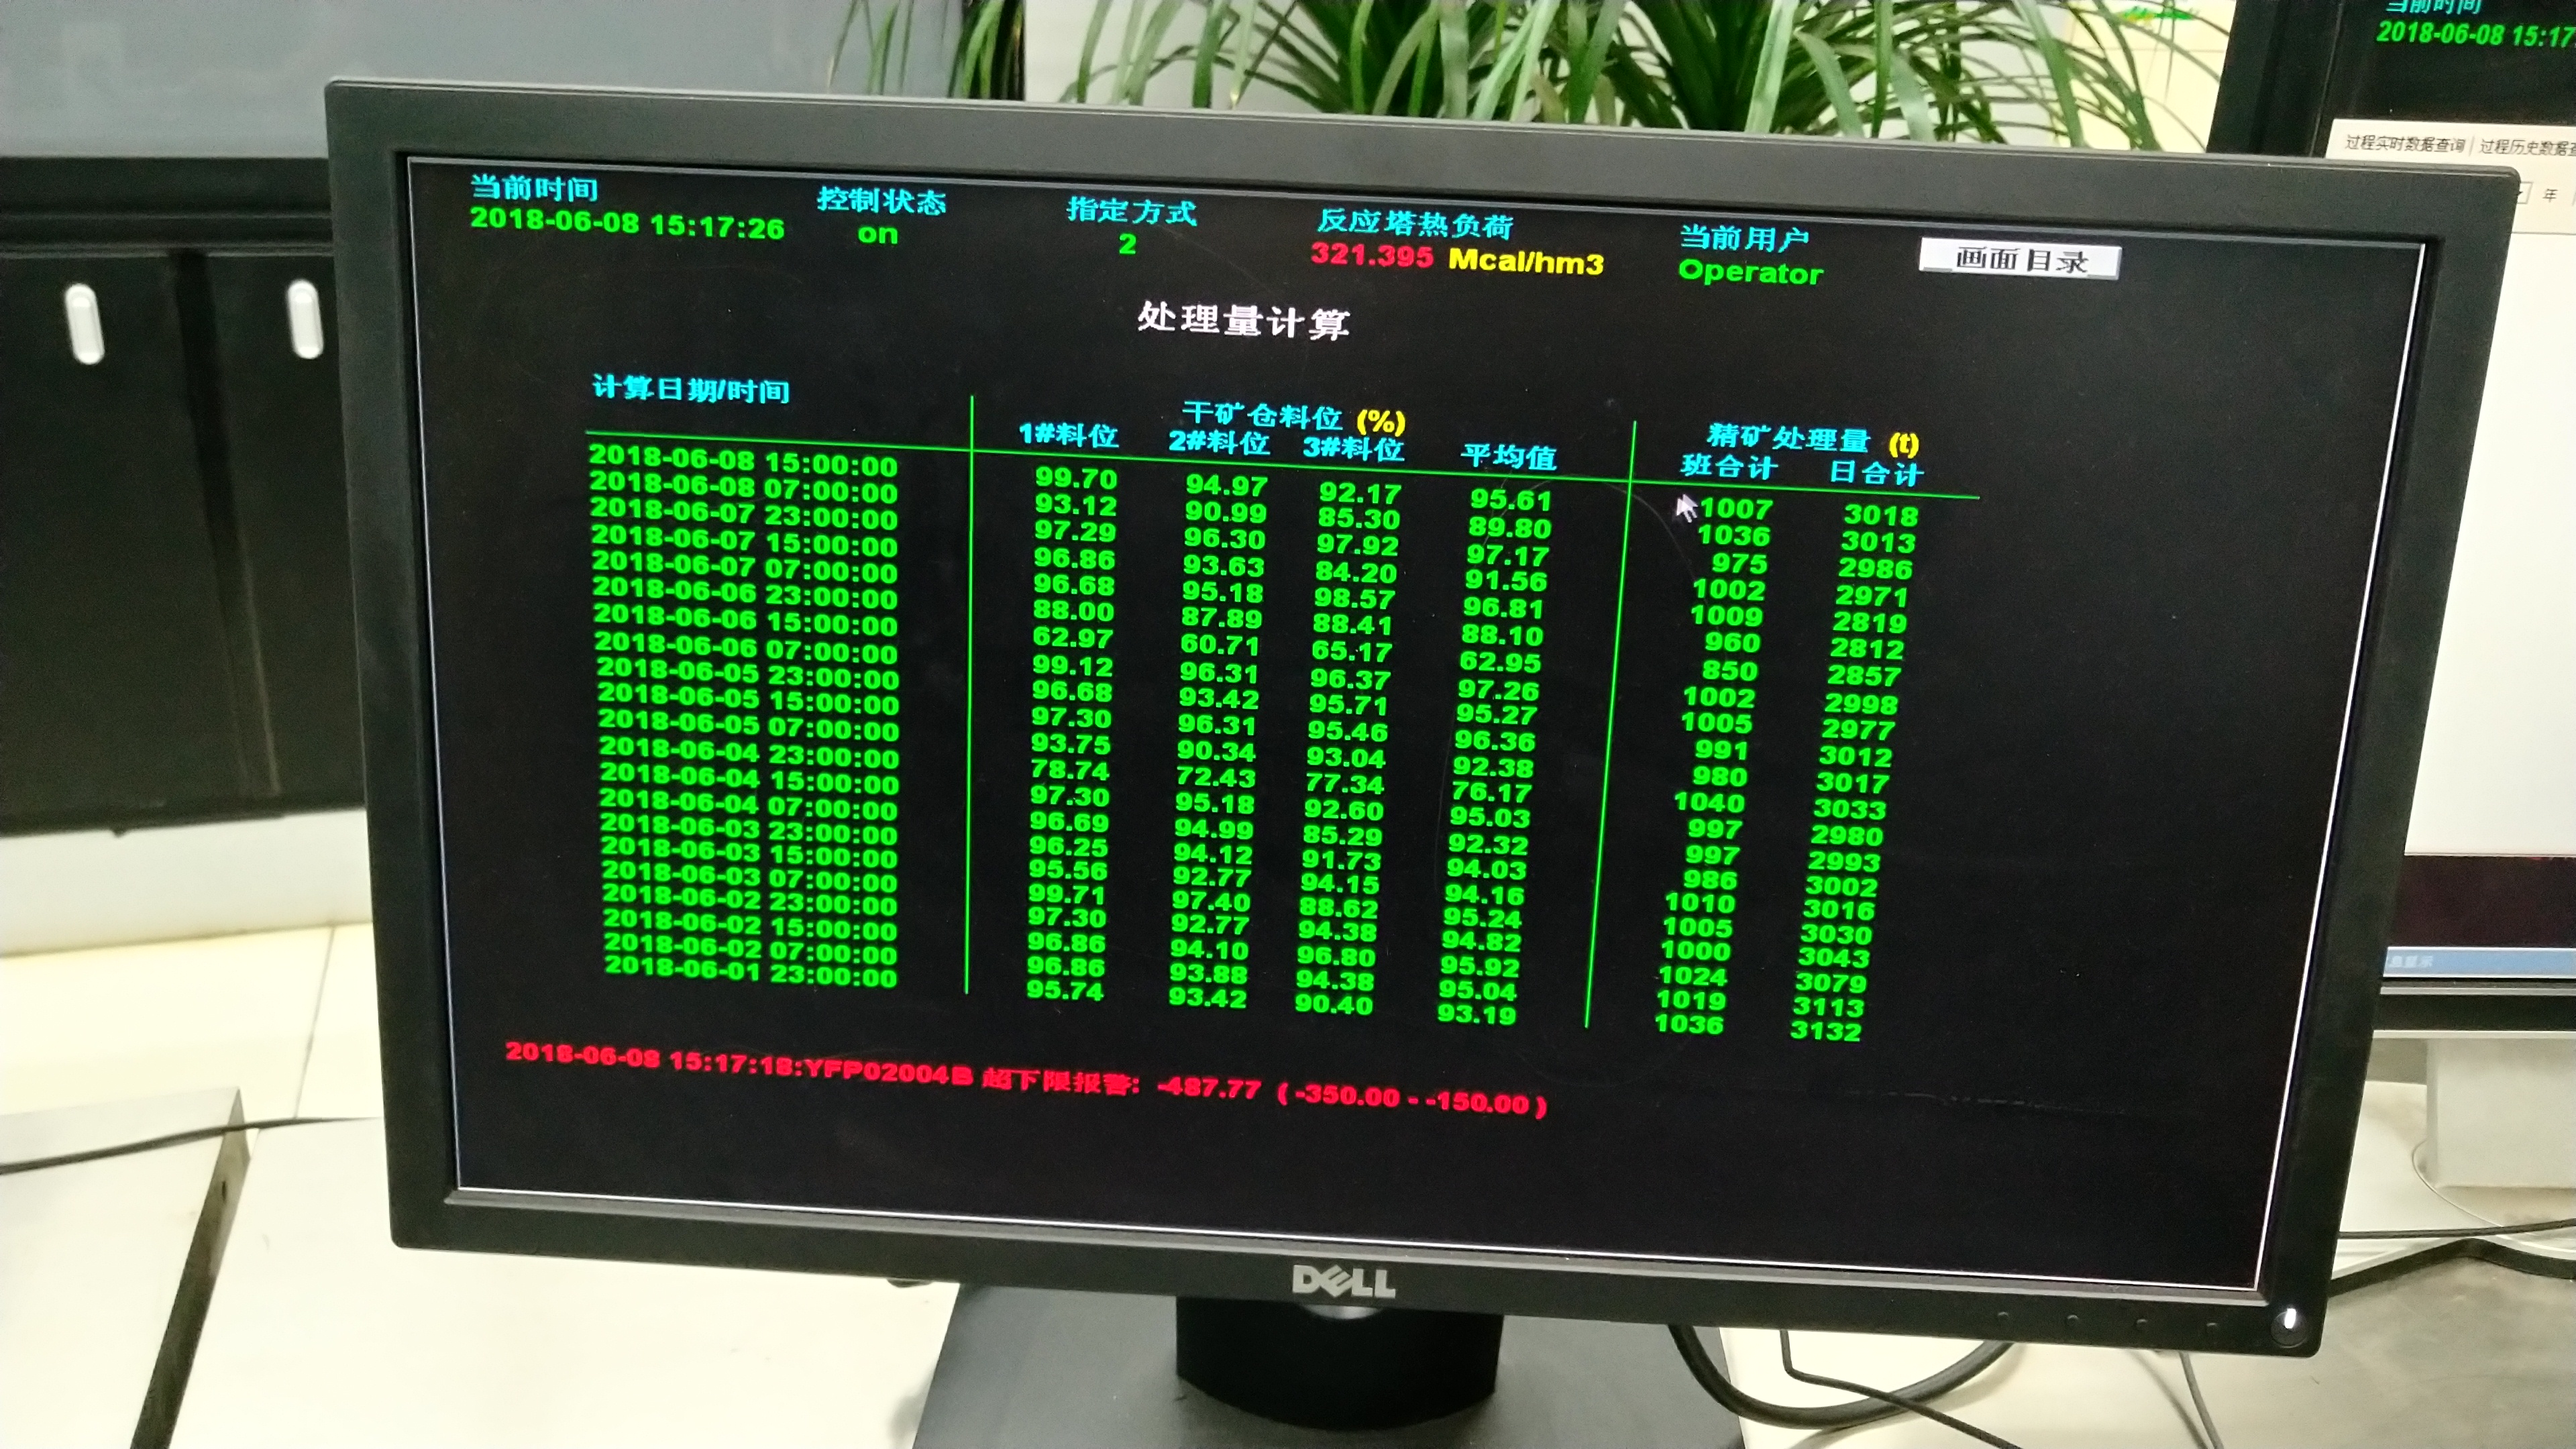 当前时间
2018-06-08 15:17
过程实时数据查询 过程历史数据查
年
当前时间 控制状态 指定方式 反应塔热负荷 当前用户 画面目录
2018-06-08 15:17:26 on 2 321.395 Mcal/hm3 Operator
处理量计算
计算日期/时间 干矿仓料位 (%) 精矿处理量 (t)
1#料位 2#料位 3#料位 平均值 班合计 日合计
2018-06-08 15:00:00 99.70 94.97 92.17 95.61 1007 3018
2018-06-08 07:00:00 93.12 90.99 85.30 89.80 1036 3013
2018-06-07 23:00:00 97.29 96.30 97.92 97.17 975 2986
2018-06-07 15:00:00 96.86 93.63 84.20 91.56 1002 2971
2018-06-07 07:00:00 96.68 95.18 98.57 96.81 1009 2819
2018-06-06 23:00:00 88.00 87.89 88.41 88.10 960 2812
2018-06-06 15:00:00 62.97 60.71 65.17 62.95 850 2857
2018-06-06 07:00:00 99.12 96.31 96.37 97.26 1002 2998
2018-06-05 23:00:00 96.68 93.42 95.71 95.27 1005 2977
2018-06-05 15:00:00 97.30 96.31 95.46 96.36 991 3012
2018-06-05 07:00:00 93.75 90.34 93.04 92.38 980 3017
2018-06-04 23:00:00 78.74 72.43 77.34 76.17 1040 3033
2018-06-04 15:00:00 97.30 95.18 92.60 95.03 997 2980
2018-06-04 07:00:00 96.69 94.99 85.29 92.32 997 2993
2018-06-03 23:00:00 96.25 94.12 91.73 94.03 986 3002
2018-06-03 15:00:00 95.56 92.77 94.15 94.16 1010 3016
2018-06-03 07:00:00 99.71 97.40 88.62 95.24 1005 3030
2018-06-02 23:00:00 97.30 92.77 94.38 94.82 1000 3043
2018-06-02 15:00:00 96.86 94.10 96.80 95.92 1024 3079
2018-06-02 07:00:00 96.86 93.88 94.38 95.04 1019 3113
2018-06-01 23:00:00 95.74 93.42 90.40 93.19 1036 3132
2018-06-08 15:17:18:YFP02004B 超下限报警: -487.77 ( -350.00 - -150.00 )
DELL